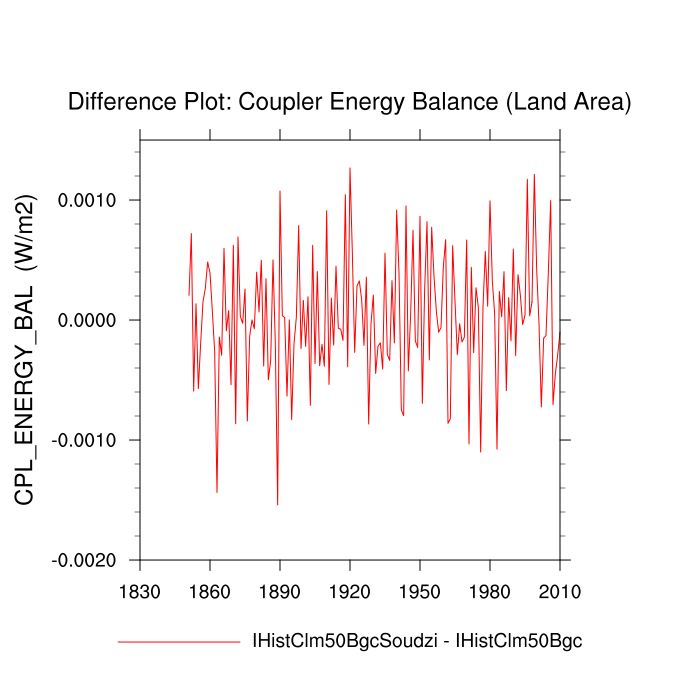 Difference Plot: Coupler Energy Balance (Land Area)
CPL_ENERGY_BAL (W/m2)
0.0010
0.0000
-0.0010
-0.0020
1830 1860 1890 1920 1950 1980 2010
IHistClm50BgcSoudzi - IHistClm50Bgc